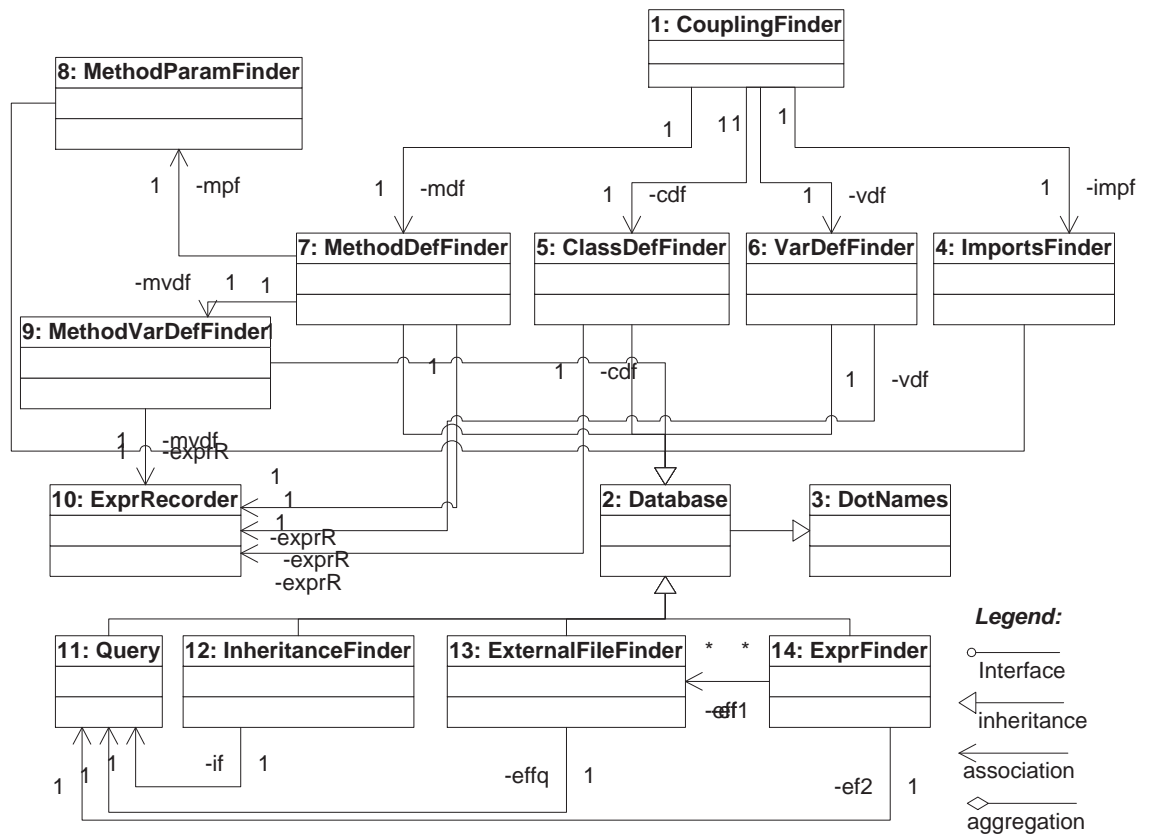 1: CouplingFinder
8: MethodParamFinder
1
1
1
1
1
-mpf
1
-mdf
1
-cdf
1
-vdf
1
-impf
1
7: MethodDefFinder
5: ClassDefFinder
6: VarDefFinder
4: ImportsFinder
-mvdf
1
1
9: MethodVarDefFinder
1
1
1
-cdf
1
-vdf
1
-mvdf
1
-exprR
1
1
10: ExprRecorder
2: Database
3: DotNames
1
-exprR
-exprR
-exprR
Legend:
11: Query
12: InheritanceFinder
13: ExternalFileFinder
*
*
14: ExprFinder
Interface
-eff1
inheritance
1
1
1
-if
1
-effq
1
-ef2
1
association
aggregation